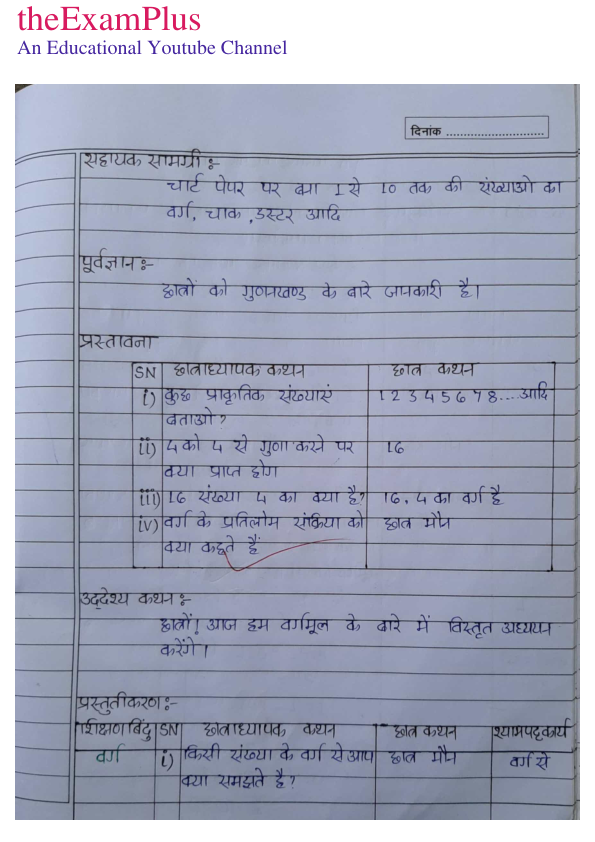 theExamPlus
An Educational Youtube Channel
दिनांक ............................
सहायक सामग्री :-
चार्ट पेपर पर बना 1 से 10 तक की संख्याओ का
वर्ग, चाक ,डस्टर आदि
पूर्वज्ञान :-
छात्रों को गुणनखण्ड के बारे जानकारी है।
प्रस्तावना
SN छात्राध्यापक कथन छात्र कथन
i) कुछ प्राकृतिक संख्याएं 1 2 3 4 5 6 7 8....आदि
बताओ ?
ii) 4 को 4 से गुणा करने पर 16
क्या प्राप्त होग
iii) 16 संख्या 4 का क्या है? 16, 4 का वर्ग है
iv) वर्ग के प्रतिलोम संक्रिया को छात्र मौन
क्या कहते हैं
उद्देश्य कथन :-
छात्रों! आज हम वर्गमूल के बारे में विस्तृत अध्ययन
करेंगे।
प्रस्तुतीकरण :-
शिक्षण बिंदु SN छात्राध्यापक कथन छात्र कथन श्यामपट्टकार्य
वर्ग i) किसी संख्या के वर्ग से आप छात्र मौन वर्ग से
क्या समझते है ?